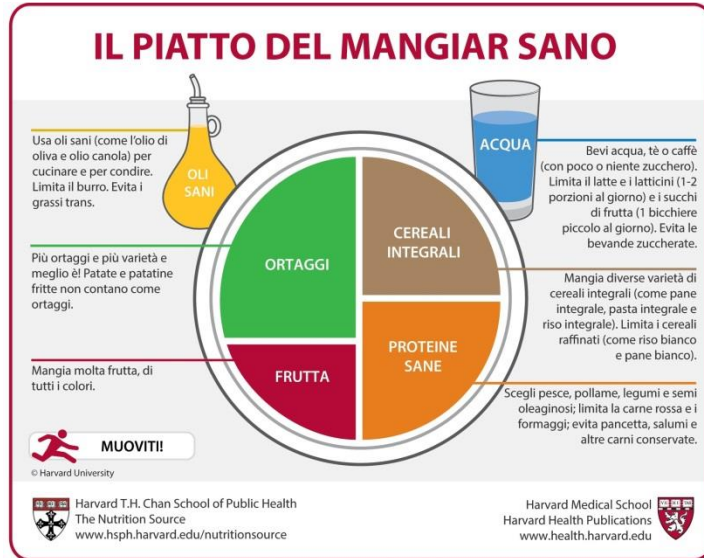 IL PIATTO DEL MANGIAR SANO
Usa oli sani (come l'olio di
oliva e olio canola) per
cucinare e per condire.
Limita il burro. Evita i
grassi trans.
OLI
SANI
ACQUA
Bevi acqua, tè o caffè
(con poco o niente zucchero).
Limita il latte e i latticini (1-2
porzioni al giorno) e i succhi
di frutta (1 bicchiere
piccolo al giorno). Evita le
bevande zuccherate.
Più ortaggi e più varietà e
meglio è! Patate e patatine
fritte non contano come
ortaggi.
ORTAGGI
CEREALI
INTEGRALI
Mangia diverse varietà di
cereali integrali (come pane
integrale, pasta integrale e
riso integrale). Limita i cereali
raffinati (come riso bianco
e pane bianco).
Mangia molta frutta, di
tutti i colori.
FRUTTA
PROTEINE
SANE
Scegli pesce, pollame, legumi e semi
oleaginosi; limita la carne rossa e i
formaggi; evita pancetta, salumi e
altre carni conservate.
MUOVITI!
© Harvard University
Harvard T.H. Chan School of Public Health
The Nutrition Source
www.hsph.harvard.edu/nutritionsource
Harvard Medical School
Harvard Health Publications
www.health.harvard.edu